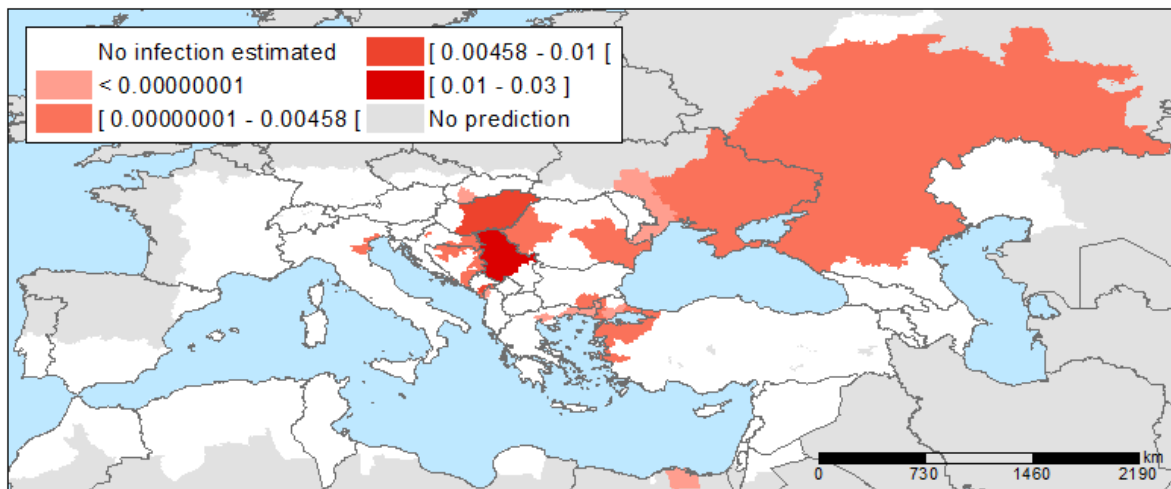 No infection estimated
< 0.00000001
[ 0.00000001 - 0.00458 [
[ 0.00458 - 0.01 [
[ 0.01 - 0.03 ]
No prediction
km
0 730 1460 2190